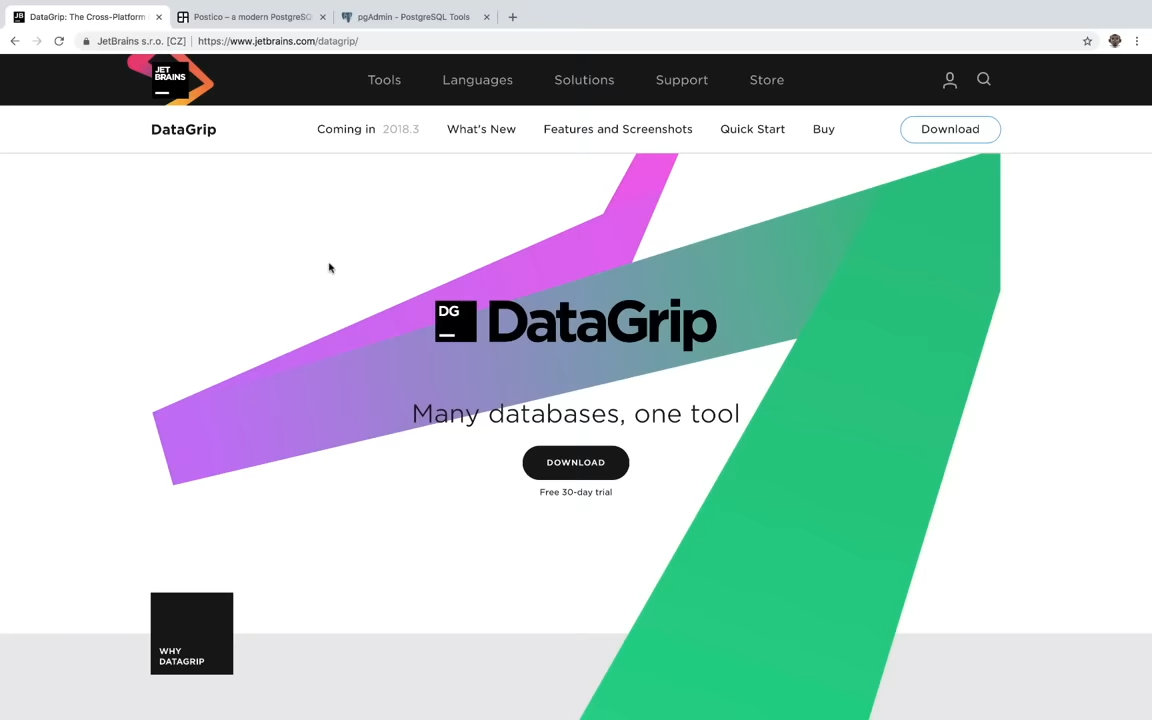 DataGrip: The Cross-Platform
Postico – a modern PostgreSQ
pgAdmin - PostgreSQL Tools
JetBrains s.r.o. [CZ]
https://www.jetbrains.com/datagrip/
JET
BRAINS
Tools
Languages
Solutions
Support
Store
DataGrip
Coming in 2018.3
What's New
Features and Screenshots
Quick Start
Buy
Download
DG
DataGrip
Many databases, one tool
DOWNLOAD
Free 30-day trial
WHY
DATAGRIP